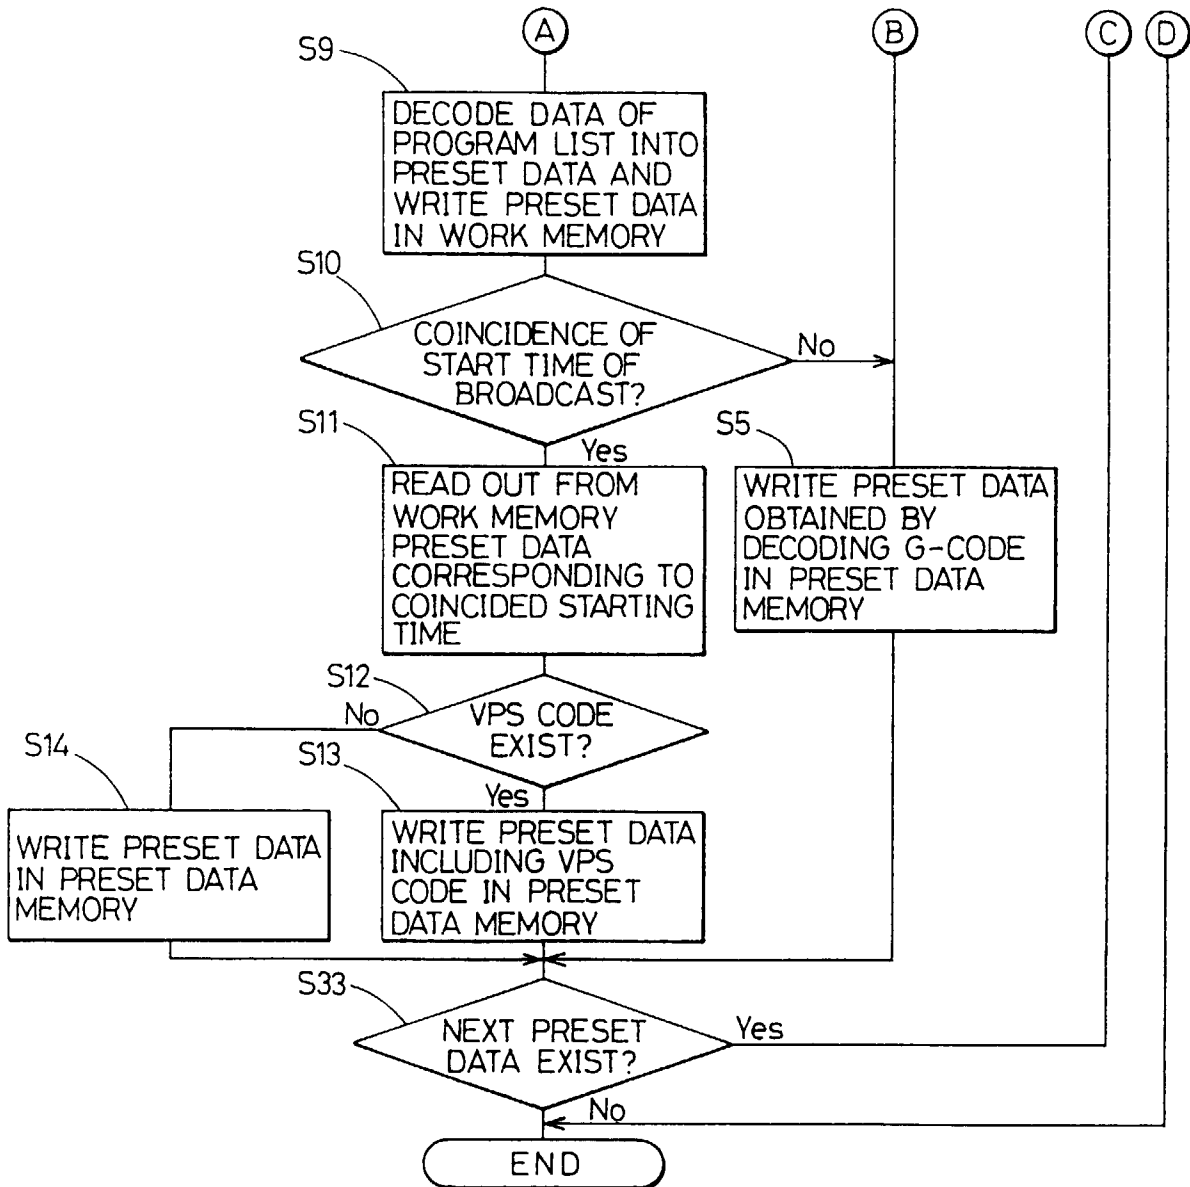 A
B
C
D
S9
DECODE DATA OF
PROGRAM LIST INTO
PRESET DATA AND
WRITE PRESET DATA
IN WORK MEMORY
S10
COINCIDENCE OF
START TIME OF
BROADCAST?
No
Yes
S11
READ OUT FROM
WORK MEMORY
PRESET DATA
CORRESPONDING TO
COINCIDED STARTING
TIME
S5
WRITE PRESET DATA
OBTAINED BY
DECODING G-CODE
IN PRESET DATA
MEMORY
S12
VPS CODE
EXIST?
No
Yes
S14
WRITE PRESET DATA
IN PRESET DATA
MEMORY
S13
WRITE PRESET DATA
INCLUDING VPS
CODE IN PRESET
DATA MEMORY
S33
NEXT PRESET
DATA EXIST?
Yes
No
END